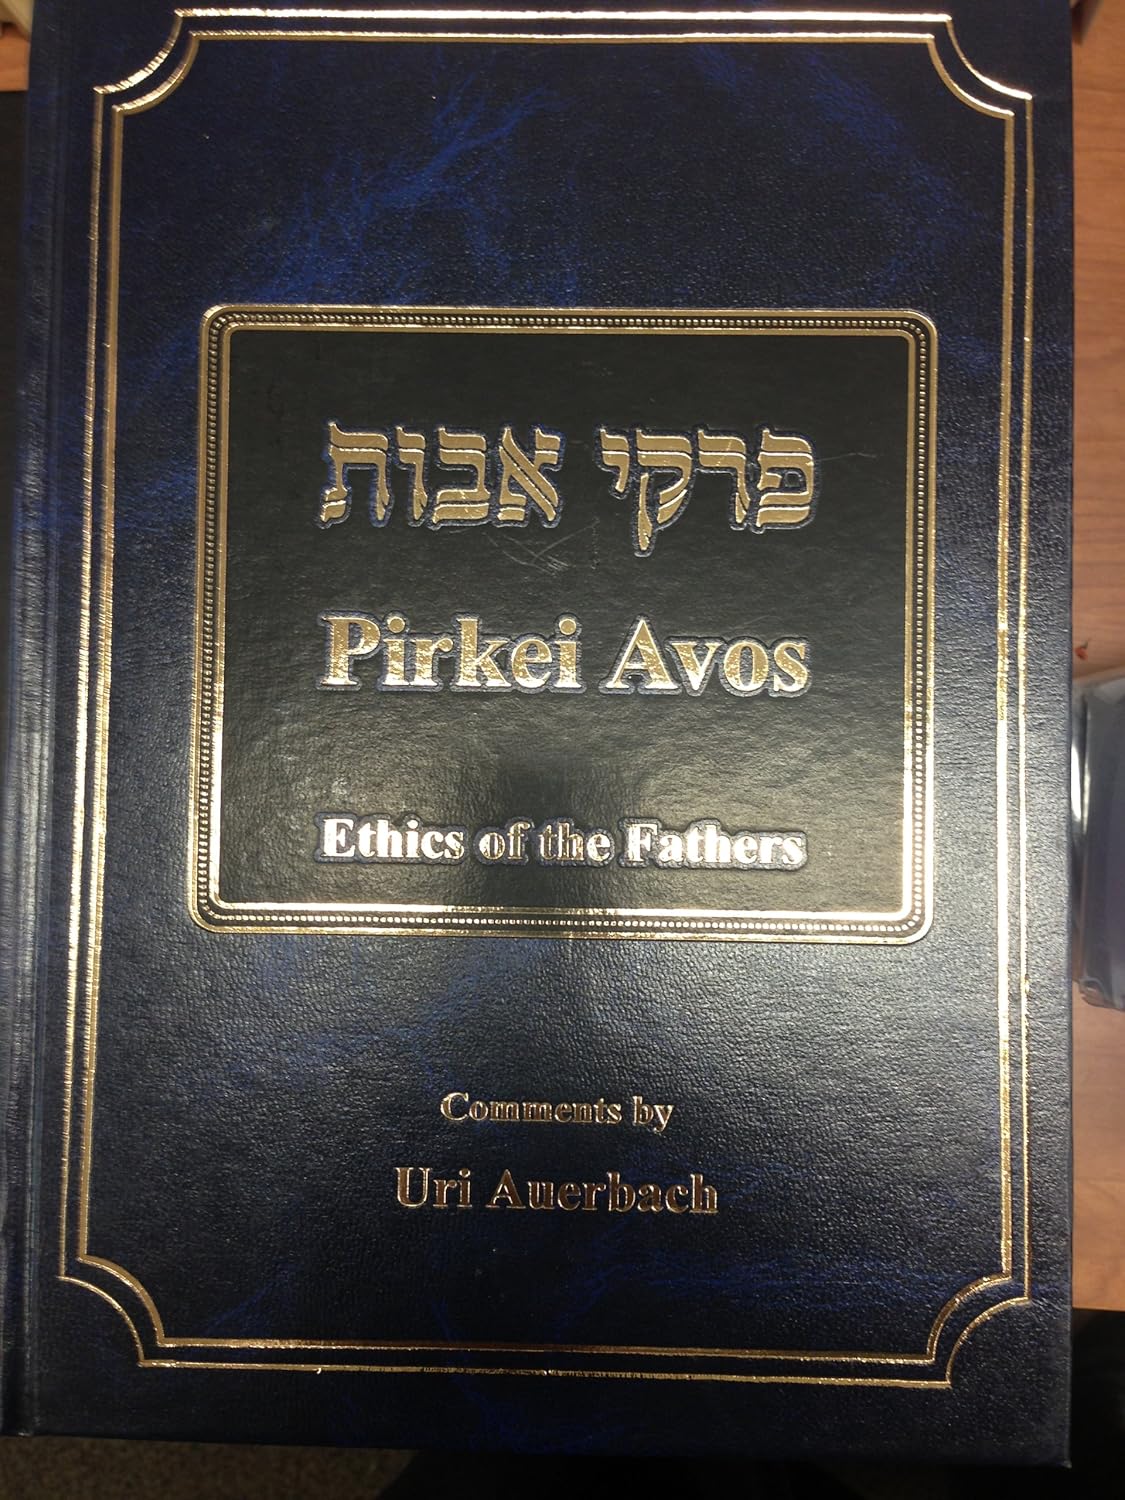 פרקי אבות
Pirkei Avos
Ethics of the Fathers
Comments by
Uri Auerbach